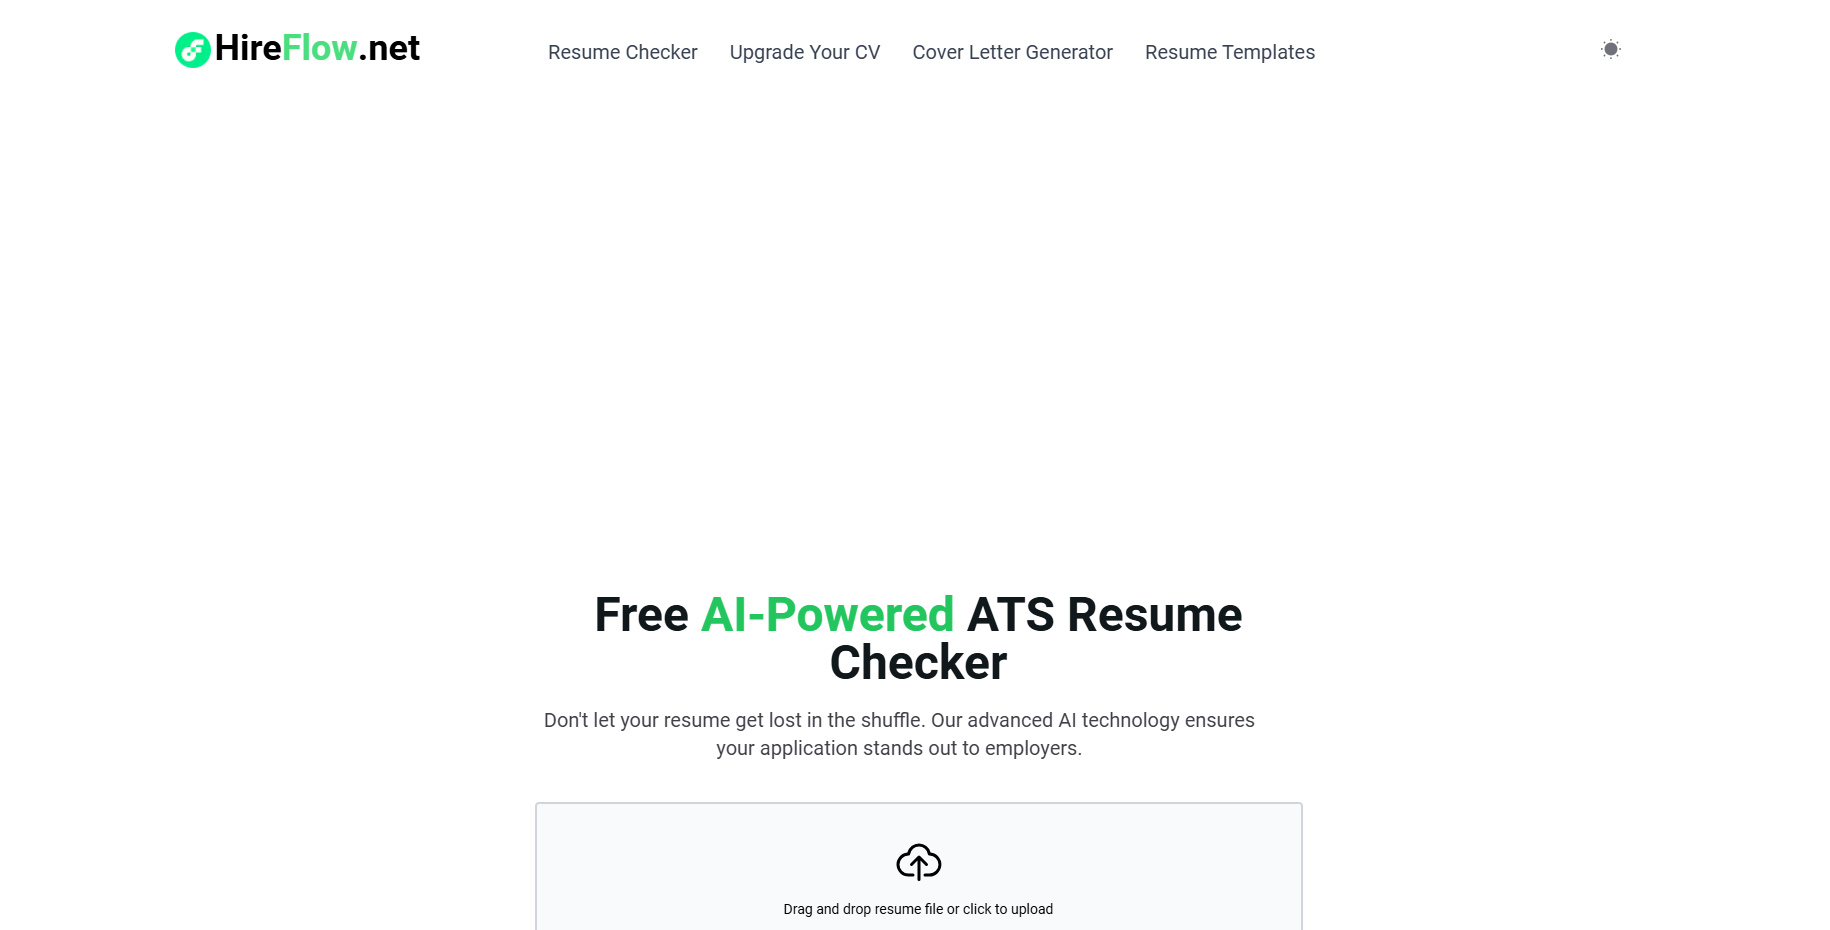 HireFlow.net
Resume Checker
Upgrade Your CV
Cover Letter Generator
Resume Templates
Free AI-Powered ATS Resume
Checker
Don't let your resume get lost in the shuffle. Our advanced AI technology ensures
your application stands out to employers.
Drag and drop resume file or click to upload